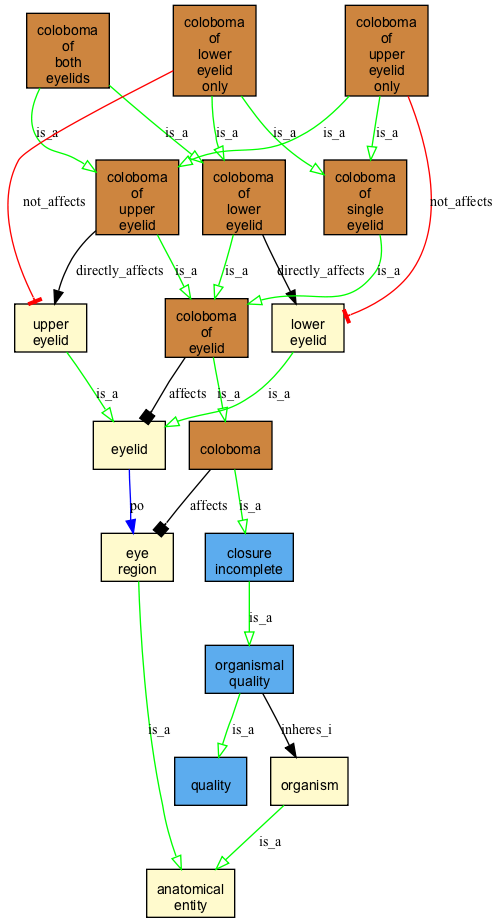 coloboma
of
both
eyelids
coloboma
of
lower
eyelid
only
coloboma
of
upper
eyelid
only
is_a
is_a
is_a
is_a
is_a
is_a
coloboma
of
upper
eyelid
coloboma
of
lower
eyelid
coloboma
of
single
eyelid
not_affects
not_affects
directly_affects
is_a
is_a
directly_affects
is_a
upper
eyelid
coloboma
of
eyelid
lower
eyelid
is_a
affects
is_a
is_a
eyelid
coloboma
po
affects
is_a
eye
region
closure
incomplete
is_a
organismal
quality
is_a
is_a
inheres_i
quality
organism
is_a
anatomical
entity